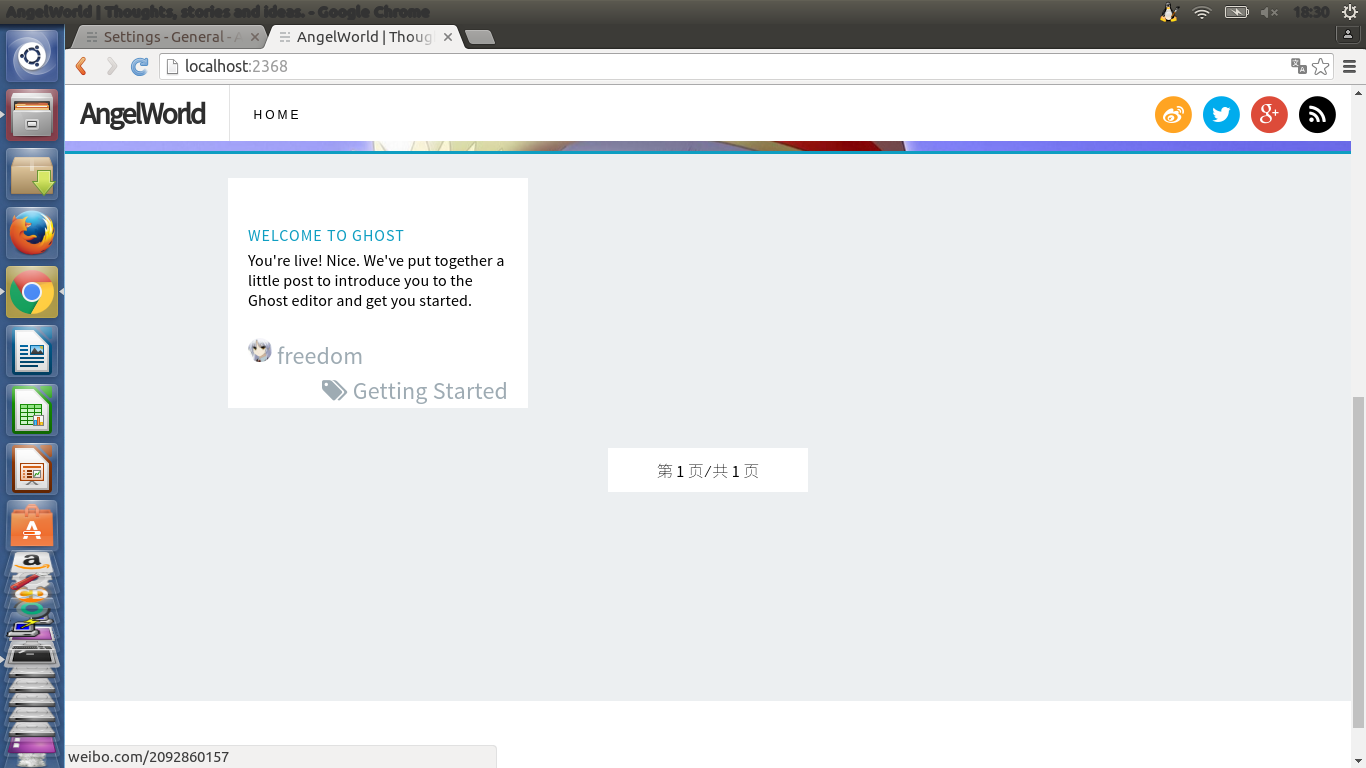 AngelWorld | Thoughts, stories and ideas. - Google Chrome
18:30
Settings - General - A
AngelWorld | Thoug
localhost:2368
AngelWorld
HOME
WELCOME TO GHOST
You're live! Nice. We've put together a
little post to introduce you to the
Ghost editor and get you started.
freedom
Getting Started
第 1 页 ⁄ 共 1 页
weibo.com/2092860157